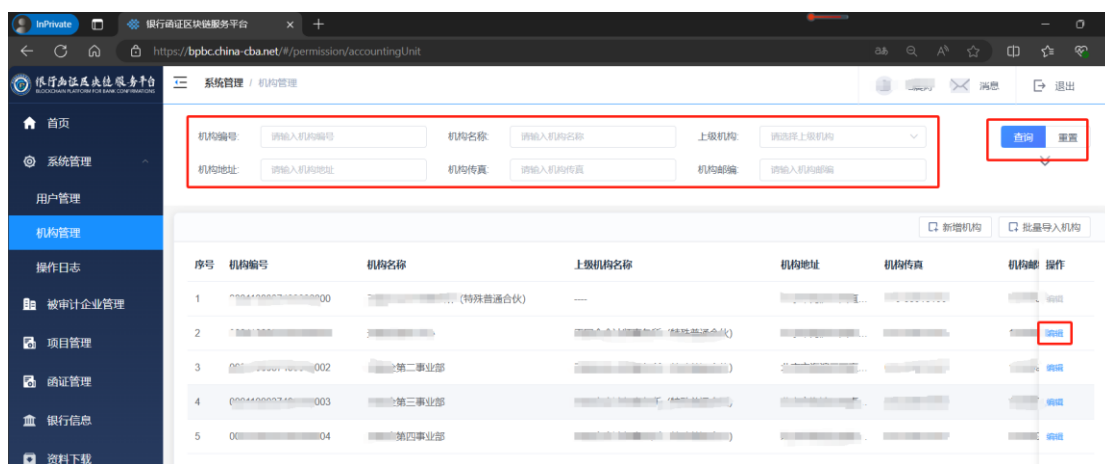 InPrivate 银行函证区块链服务平台
https://bpbc.china-cba.net/#/permission/accountingUnit
银行函证区块链服务平台 系统管理 / 机构管理 消息 退出
BLOCKCHAIN PLATFORM FOR BANK CONFIRMATIONS
首页
系统管理
用户管理
机构管理
操作日志
被审计企业管理
项目管理
函证管理
银行信息
资料下载
机构编号: 请输入机构编号 机构名称: 请输入机构名称 上级机构: 请选择上级机构 查询 重置
机构地址: 请输入机构地址 机构传真: 请输入机构传真 机构邮编: 请输入机构邮编
新增机构 批量导入机构
序号 机构编号 机构名称 上级机构名称 机构地址 机构传真 机构邮 操作
1 00 (特殊普通合伙) ---- 编辑
2 编辑
3 002 第二事业部 编辑
4 003 第三事业部 编辑
5 00 04 第四事业部 编辑